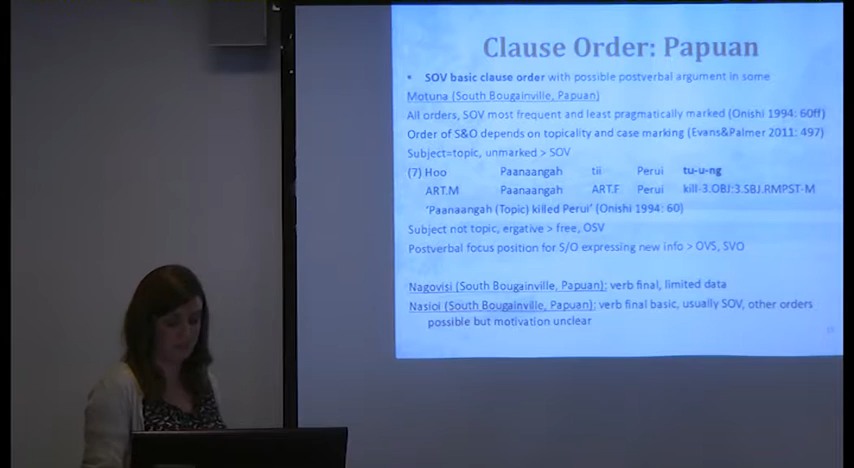 Clause Order: Papuan
• SOV basic clause order with possible postverbal argument in some
Motuna (South Bougainville, Papuan)
All orders, SOV most frequent and least pragmatically marked (Onishi 1994: 60ff)
Order of S&O depends on topicality and case marking (Evans&Palmer 2011: 497)
Subject=topic, unmarked > SOV
(7) Hoo Paanaangah tii Perui tu-u-ng
ART.M Paanaangah ART.F Perui kill-3.OBJ:3.SBJ.RMPST-M
‘Paanaangah (Topic) killed Perui’ (Onishi 1994: 60)
Subject not topic, ergative > free, OSV
Postverbal focus position for S/O expressing new info > OVS, SVO
Nagovisi (South Bougainville, Papuan): verb final, limited data
Nasioi (South Bougainville, Papuan): verb final basic, usually SOV, other orders
possible but motivation unclear